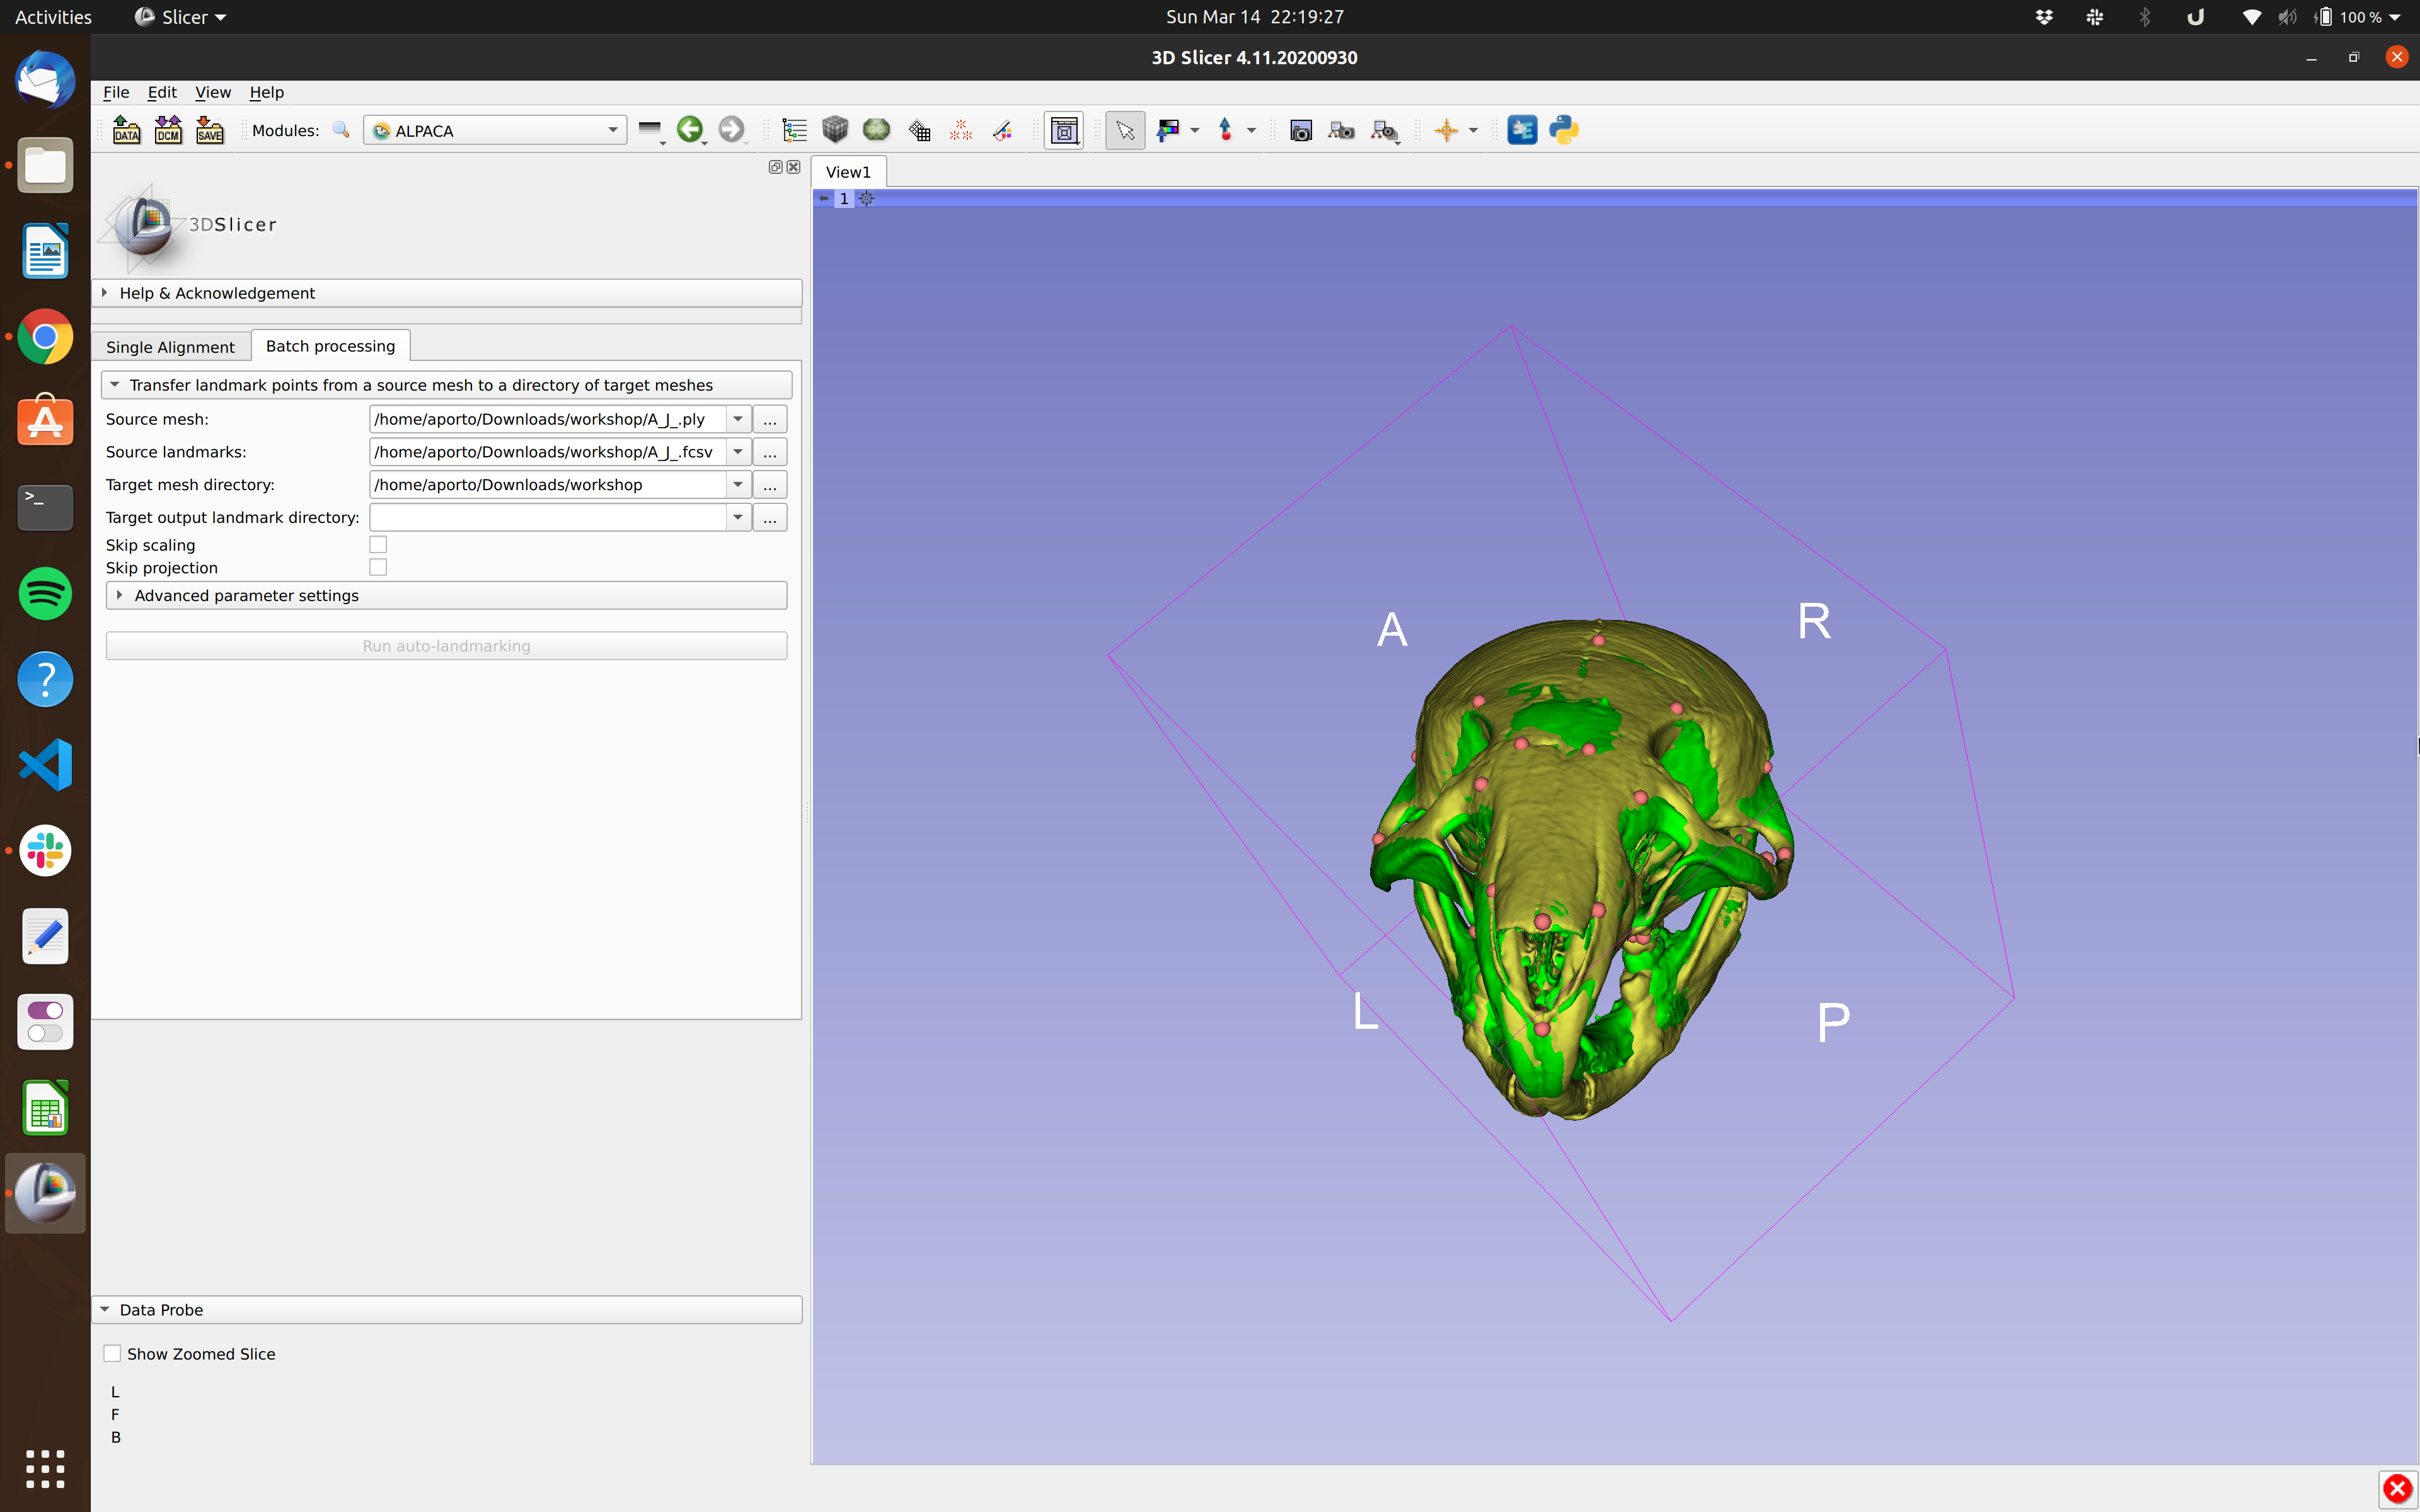 Activities
Slicer
Sun Mar 14 22:19:27
100 %
3D Slicer 4.11.20200930
File Edit View Help
DATA
DCM
SAVE
Modules:
ALPACA
View1
1
3DSlicer
Help & Acknowledgement
Single Alignment
Batch processing
Transfer landmark points from a source mesh to a directory of target meshes
Source mesh: /home/aporto/Downloads/workshop/A_J_.ply ...
Source landmarks: /home/aporto/Downloads/workshop/A_J_.fcsv ...
Target mesh directory: /home/aporto/Downloads/workshop ...
Target output landmark directory: ...
Skip scaling
Skip projection
Advanced parameter settings
Run auto-landmarking
A
R
L
P
Data Probe
Show Zoomed Slice
L
F
B